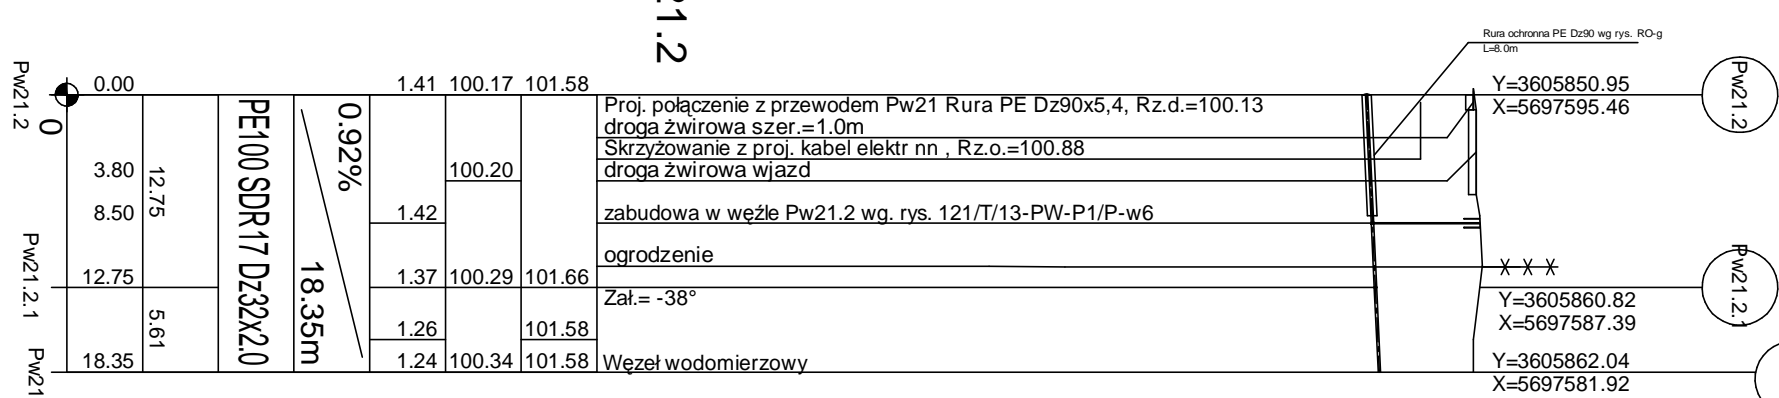 21.2
Rura ochronna PE Dz90 wg rys. RO-g
L=8.0m
Pw21.2
0
0.00
1.41 100.17 101.58
Y=3605850.95
X=5697595.46
Pw21.2
Proj. połączenie z przewodem Pw21 Rura PE Dz90x5,4, Rz.d.=100.13
droga żwirowa szer.=1.0m
Skrzyżowanie z proj. kabel elektr nn , Rz.o.=100.88
3.80
100.20
droga żwirowa wjazd
12.75
PE100 SDR17 Dz32x2.0
0.92%
18.35m
8.50
1.42
zabudowa w węźle Pw21.2 wg. rys. 121/T/13-PW-P1/P-w6
ogrodzenie
Pw21.2.1
12.75
1.37 100.29 101.66
Zał.= -38°
Y=3605860.82
X=5697587.39
Pw21.2.1
5.61
1.26
101.58
Pw21
18.35
1.24 100.34 101.58
Węzeł wodomierzowy
Y=3605862.04
X=5697581.92